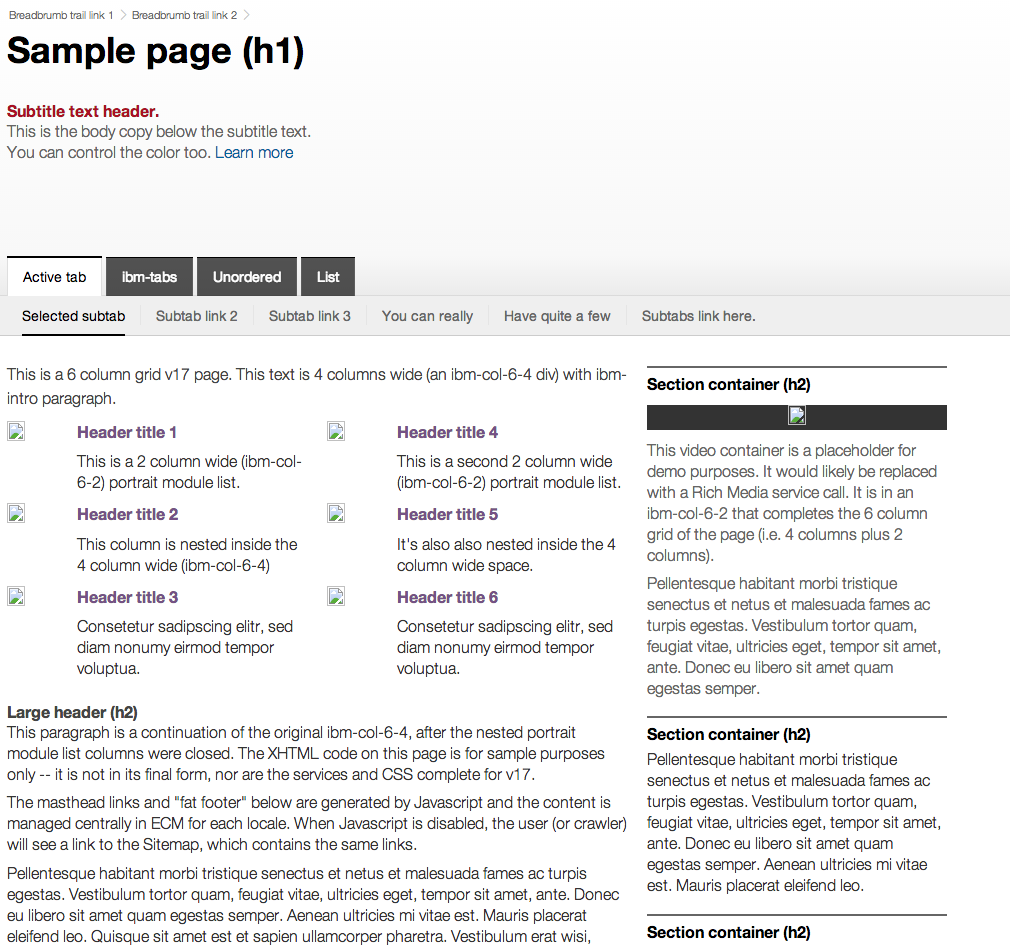 Breadbrumb trail link 1 Breadbrumb trail link 2
Sample page (h1)
Subtitle text header.
This is the body copy below the subtitle text.
You can control the color too. Learn more
Active tab ibm-tabs Unordered List
Selected subtab Subtab link 2 Subtab link 3 You can really Have quite a few Subtabs link here.
This is a 6 column grid v17 page. This text is 4 columns wide (an ibm-col-6-4 div) with ibm-
intro paragraph.
Header title 1
This is a 2 column wide (ibm-col-
6-2) portrait module list.
Header title 2
This column is nested inside the
4 column wide (ibm-col-6-4)
Header title 3
Consetetur sadipscing elitr, sed
diam nonumy eirmod tempor
voluptua.
Header title 4
This is a second 2 column wide
(ibm-col-6-2) portrait module list.
Header title 5
It's also also nested inside the 4
column wide space.
Header title 6
Consetetur sadipscing elitr, sed
diam nonumy eirmod tempor
voluptua.
Large header (h2)
This paragraph is a continuation of the original ibm-col-6-4, after the nested portrait
module list columns were closed. The XHTML code on this page is for sample purposes
only -- it is not in its final form, nor are the services and CSS complete for v17.
The masthead links and "fat footer" below are generated by Javascript and the content is
managed centrally in ECM for each locale. When Javascript is disabled, the user (or crawler)
will see a link to the Sitemap, which contains the same links.
Pellentesque habitant morbi tristique senectus et netus et malesuada fames ac turpis
egestas. Vestibulum tortor quam, feugiat vitae, ultricies eget, tempor sit amet, ante. Donec
eu libero sit amet quam egestas semper. Aenean ultricies mi vitae est. Mauris placerat
eleifend leo. Quisque sit amet est et sapien ullamcorper pharetra. Vestibulum erat wisi,
Section container (h2)
This video container is a placeholder for
demo purposes. It would likely be replaced
with a Rich Media service call. It is in an
ibm-col-6-2 that completes the 6 column
grid of the page (i.e. 4 columns plus 2
columns).
Pellentesque habitant morbi tristique
senectus et netus et malesuada fames ac
turpis egestas. Vestibulum tortor quam,
feugiat vitae, ultricies eget, tempor sit amet,
ante. Donec eu libero sit amet quam
egestas semper.
Section container (h2)
Pellentesque habitant morbi tristique
senectus et netus et malesuada fames ac
turpis egestas. Vestibulum tortor quam,
feugiat vitae, ultricies eget, tempor sit amet,
ante. Donec eu libero sit amet quam
egestas semper. Aenean ultricies mi vitae
est. Mauris placerat eleifend leo.
Section container (h2)